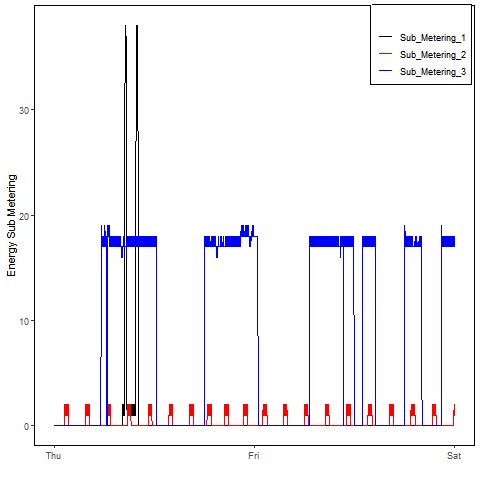 Sub_Metering_1
Sub_Metering_2
Sub_Metering_3
Energy Sub Metering
30
20
10
0
Thu
Fri
Sat